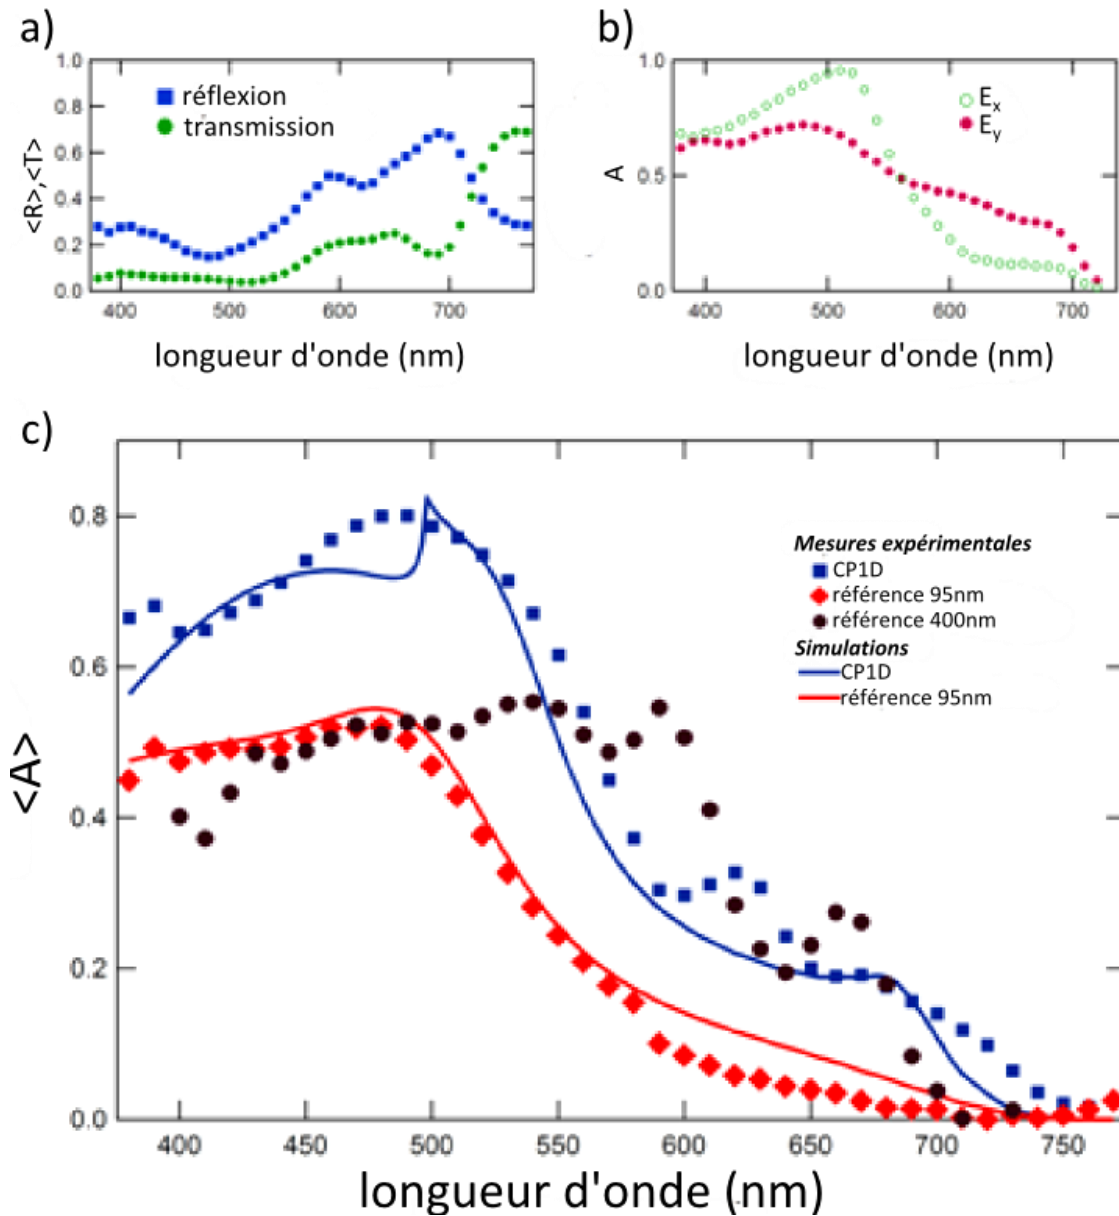 a)
1.0
0.8
0.6
0.4
0.2
0.0
<R>,<T>
réflexion
transmission
400 500 600 700
longueur d'onde (nm)
b)
1.0
0.5
0.0
A
Ex
Ey
400 500 600 700
longueur d'onde (nm)
c)
0.8
0.6
0.4
0.2
0.0
<A>
Mesures expérimentales
CP1D
référence 95nm
référence 400nm
Simulations
CP1D
référence 95nm
400 450 500 550 600 650 700 750
longueur d'onde (nm)